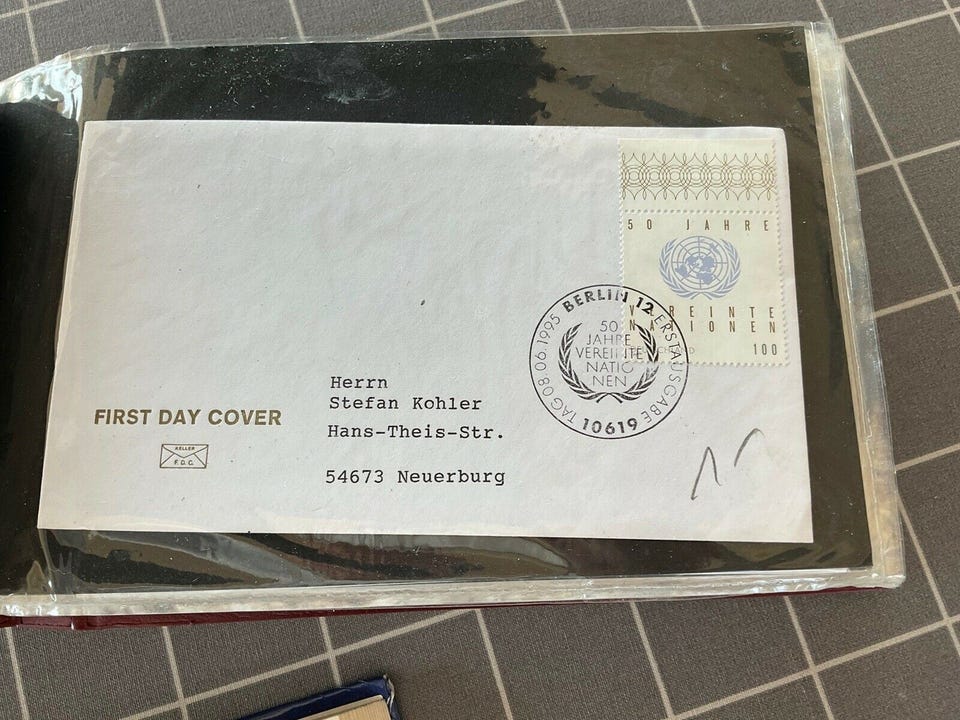 50 JAHRE
VEREINTE
NATIONEN
100
BERLIN 12
ERSTAUSGABE
10619
TAG 08.06.1995
50
JAHRE
VEREINTE
NATIO
NEN
Herrn
Stefan Kohler
Hans-Theis-Str.
54673 Neuerburg
FIRST DAY COVER
KELLER
F.D.C.